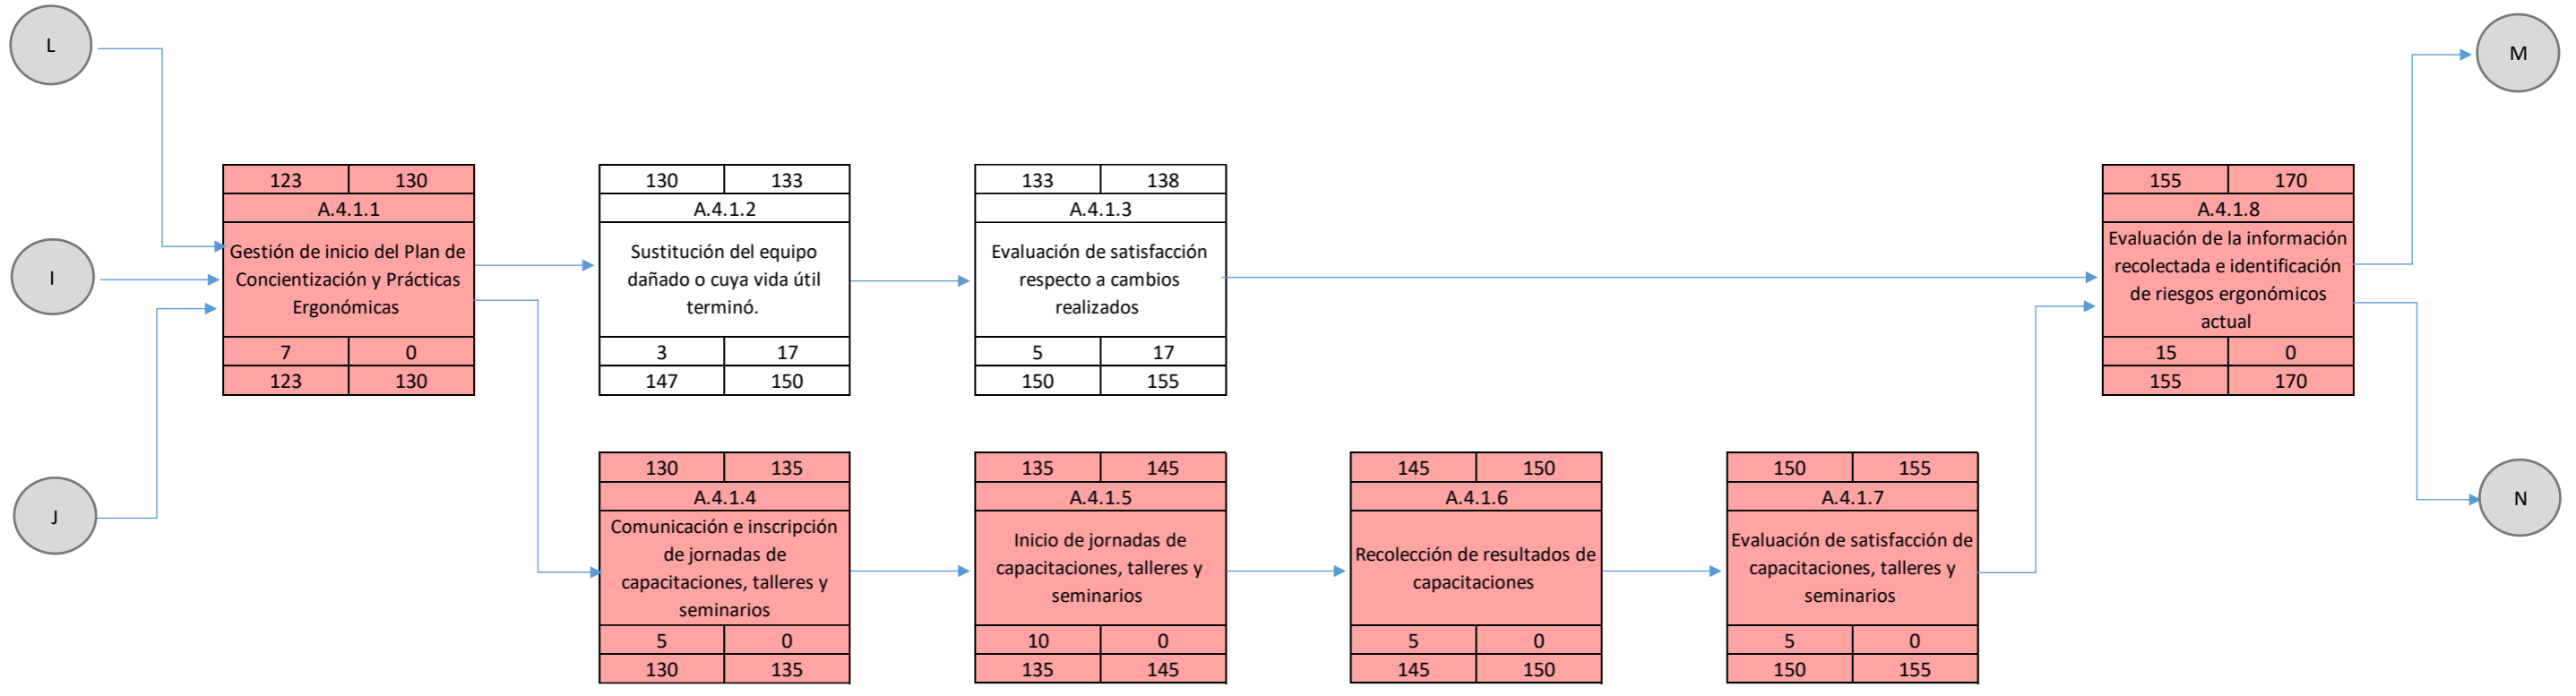 L
M
123 130
A.4.1.1
Gestión de inicio del Plan de
Concientización y Prácticas
Ergonómicas
7 0
123 130
130 133
A.4.1.2
Sustitución del equipo
dañado o cuya vida útil
terminó.
3 17
147 150
133 138
A.4.1.3
Evaluación de satisfacción
respecto a cambios
realizados
5 17
150 155
155 170
A.4.1.8
Evaluación de la información
recolectada e identificación
de riesgos ergonómicos
actual
15 0
155 170
I
J
130 135
A.4.1.4
Comunicación e inscripción
de jornadas de
capacitaciones, talleres y
seminarios
5 0
130 135
135 145
A.4.1.5
Inicio de jornadas de
capacitaciones, talleres y
seminarios
10 0
135 145
145 150
A.4.1.6
Recolección de resultados de
capacitaciones
5 0
145 150
150 155
A.4.1.7
Evaluación de satisfacción de
capacitaciones, talleres y
seminarios
5 0
150 155
N